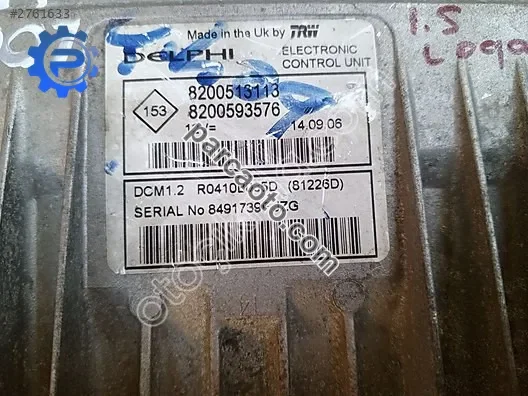 #2761633
Made in the Uk by TRW
DELPHI
ELECTRONIC
CONTROL UNIT
1.5
Logan
153
8200513113
8200593576
14.09.06
parcaoto.com
DCM1.2 (81226D)
SERIAL No